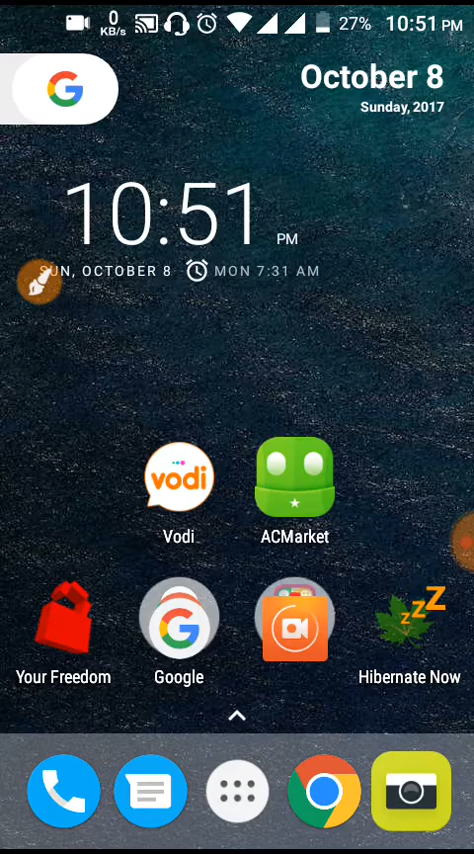 0
KB/s
27%
10:51 PM
October 8
Sunday, 2017
10:51 PM
SUN, OCTOBER 8
MON 7:31 AM
vodi
Vodi
ACMarket
Your Freedom
Google
Hibernate Now